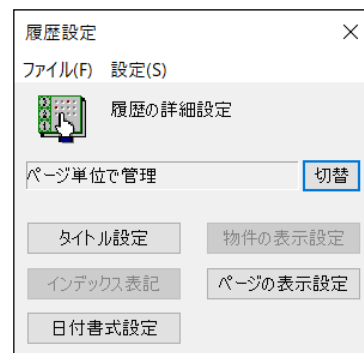 履歴設定
ファイル(F) 設定(S)
履歴の詳細設定
ページ単位で管理 切替
タイトル設定 物件の表示設定
インデックス表記 ページの表示設定
日付書式設定